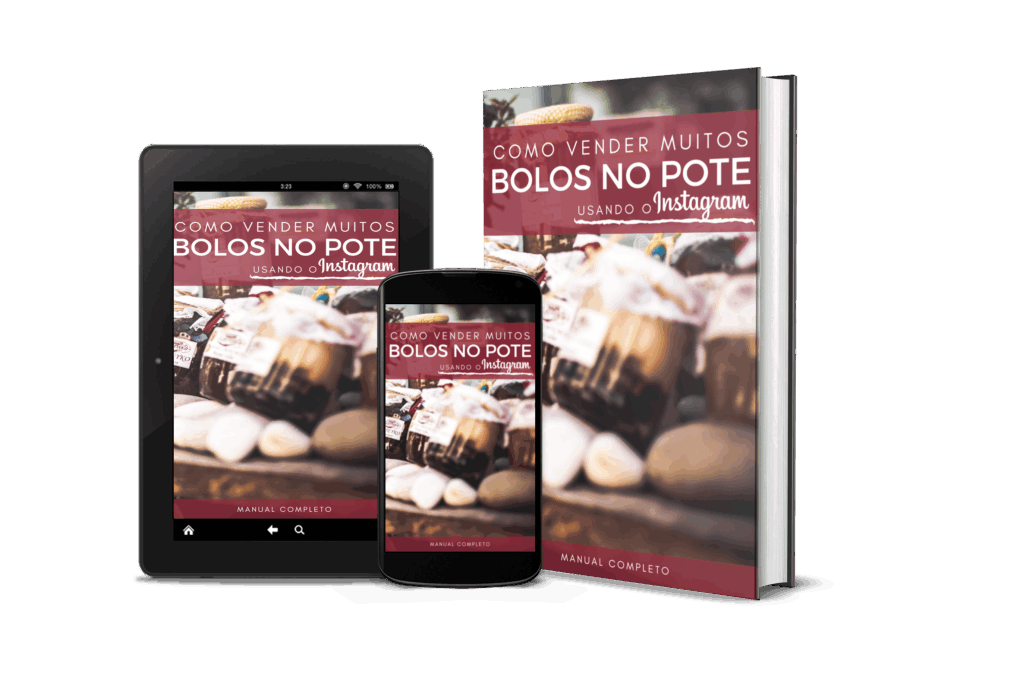 3:23 100%
COMO VENDER MUITOS
BOLOS NO POTE
USANDO O Instagram
MANUAL COMPLETO
COMO VENDER MUITOS
BOLOS NO POTE
USANDO O Instagram
MANUAL COMPLETO
COMO VENDER MUITOS
BOLOS NO POTE
USANDO O Instagram
MANUAL COMPLETO